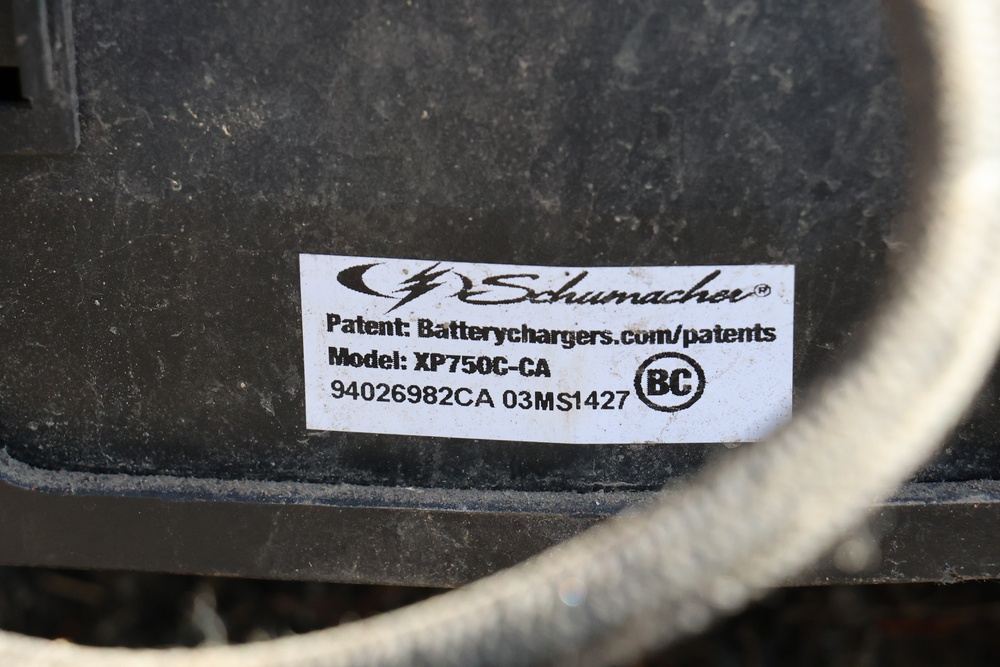 Schumacher®
Patent: Batterychargers.com/patents
Model: XP750C-CA
BC
94026982CA 03MS1427